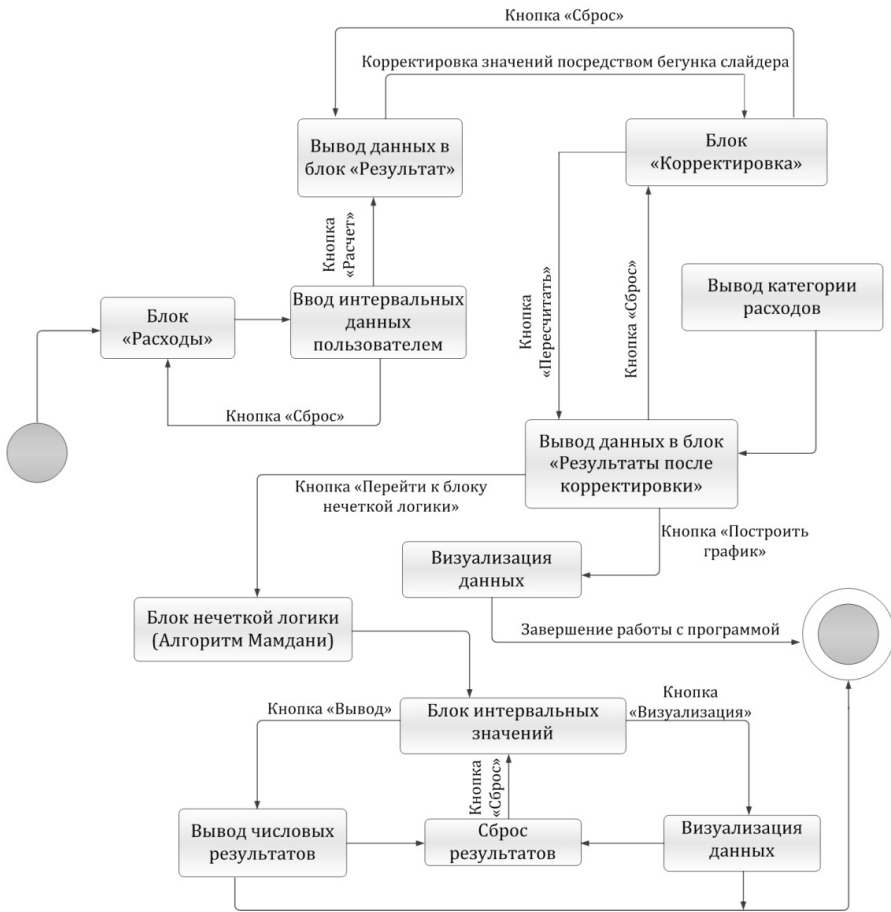 Кнопка «Сброс»
Корректировка значений посредством бегунка слайдера
Вывод данных в
блок «Результат»
Блок
«Корректировка»
Кнопка
«Расчет»
Кнопка
«Пересчитать»
Кнопка «Сброс»
Вывод категории
расходов
Блок
«Расходы»
Ввод интервальных
данных
пользователем
Кнопка «Сброс»
Вывод данных в блок
«Результаты после
корректировки»
Кнопка «Перейти к блоку
нечеткой логики»
Кнопка «Построить
график»
Визуализация
данных
Блок нечеткой логики
(Алгоритм Мамдани)
Завершение работы с программой
Кнопка «Вывод»
Блок интервальных
значений
Кнопка
«Визуализация»
Кнопка
«Сброс»
Вывод числовых
результатов
Сброс
результатов
Визуализация
данных